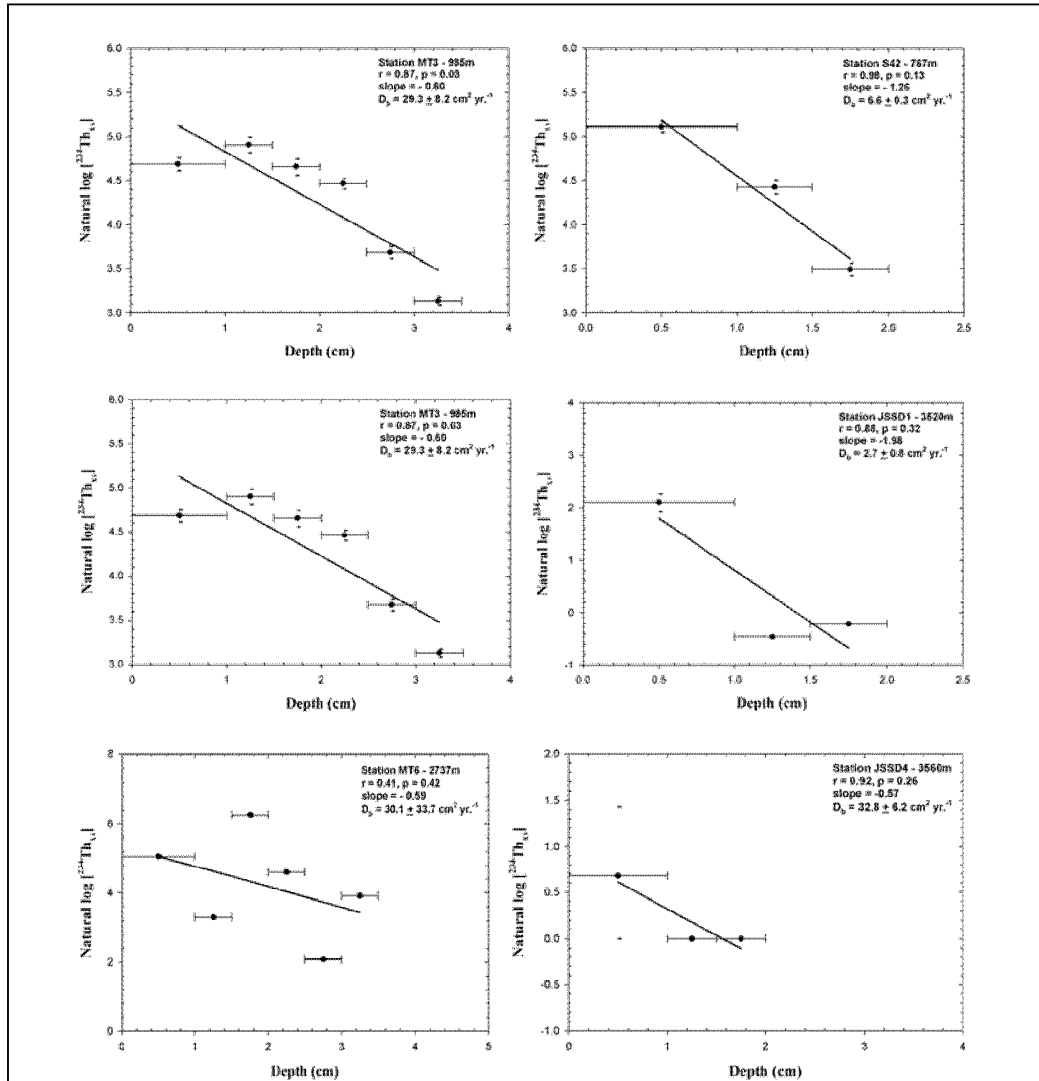 Station MT3 - 985m
r = 0.87, p = 0.03
slope = - 0.60
D_b = 29.3 ± 8.2 cm² yr.⁻¹
Natural log [²³⁴Th_xs]
6.0
5.5
5.0
4.5
4.0
3.5
3.0
0 1 2 3 4
Depth (cm)
Station S42 - 767m
r = 0.98, p = 0.13
slope = - 1.26
D_b = 6.6 ± 0.3 cm² yr.⁻¹
Natural log [²³⁴Th_xs]
6.0
5.5
5.0
4.5
4.0
3.5
3.0
0.0 0.5 1.0 1.5 2.0 2.5
Depth (cm)
Station MT3 - 985m
r = 0.87, p = 0.03
slope = - 0.60
D_b = 29.3 ± 8.2 cm² yr.⁻¹
Natural log [²³⁴Th_xs]
6.0
5.5
5.0
4.5
4.0
3.5
3.0
0 1 2 3 4
Depth (cm)
Station JSSD1 - 3520m
r = 0.88, p = 0.32
slope = -1.98
D_b = 2.7 ± 0.8 cm² yr.⁻¹
Natural log [²³⁴Th_xs]
4
3
2
1
0
-1
0.0 0.5 1.0 1.5 2.0 2.5
Depth (cm)
Station MT6 - 2737m
r = 0.41, p = 0.42
slope = - 0.59
D_b = 30.1 ± 33.7 cm² yr.⁻¹
Natural log [²³⁴Th_xs]
8
6
4
2
0
0 1 2 3 4 5
Depth (cm)
Station JSSD4 - 3560m
r = 0.92, p = 0.26
slope = -0.57
D_b = 32.8 ± 6.2 cm² yr.⁻¹
Natural log [²³⁴Th_xs]
2.0
1.5
1.0
0.5
0.0
-0.5
-1.0
0 1 2 3 4
Depth (cm)